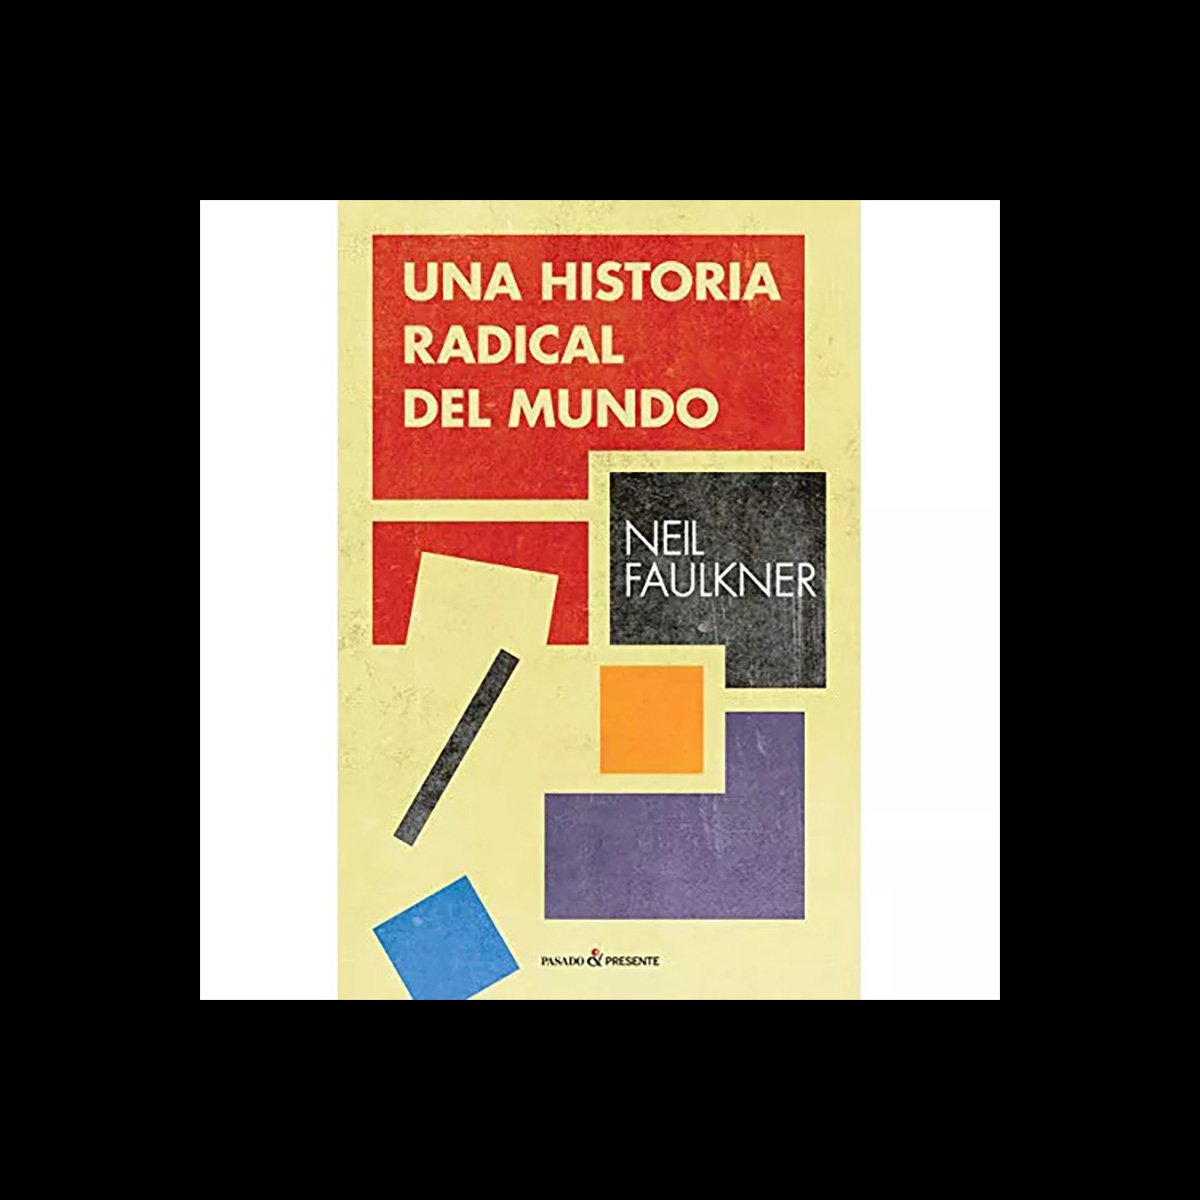 UNA HISTORIA
RADICAL
DEL MUNDO
NEIL
FAULKNER
PASADO & PRESENTE